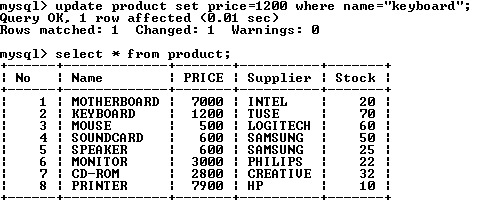 mysql> update product set price=1200 where name="keyboard";
Query OK, 1 row affected (0.01 sec)
Rows matched: 1  Changed: 1  Warnings: 0
mysql> select * from product;
+------+-------------+-------+----------+-------+
| No   | Name        | PRICE | Supplier | Stock |
+------+-------------+-------+----------+-------+
|    1 | MOTHERBOARD |  7000 | INTEL    |    20 |
|    2 | KEYBOARD    |  1200 | TUSE     |    70 |
|    3 | MOUSE       |   500 | LOGITECH |    60 |
|    4 | SOUNDCARD   |   600 | SAMSUNG  |    50 |
|    5 | SPEAKER     |   600 | SAMSUNG  |    25 |
|    6 | MONITOR     |  3000 | PHILIPS  |    22 |
|    7 | CD-ROM      |  2800 | CREATIVE |    32 |
|    8 | PRINTER     |  7900 | HP       |    10 |
+------+-------------+-------+----------+-------+